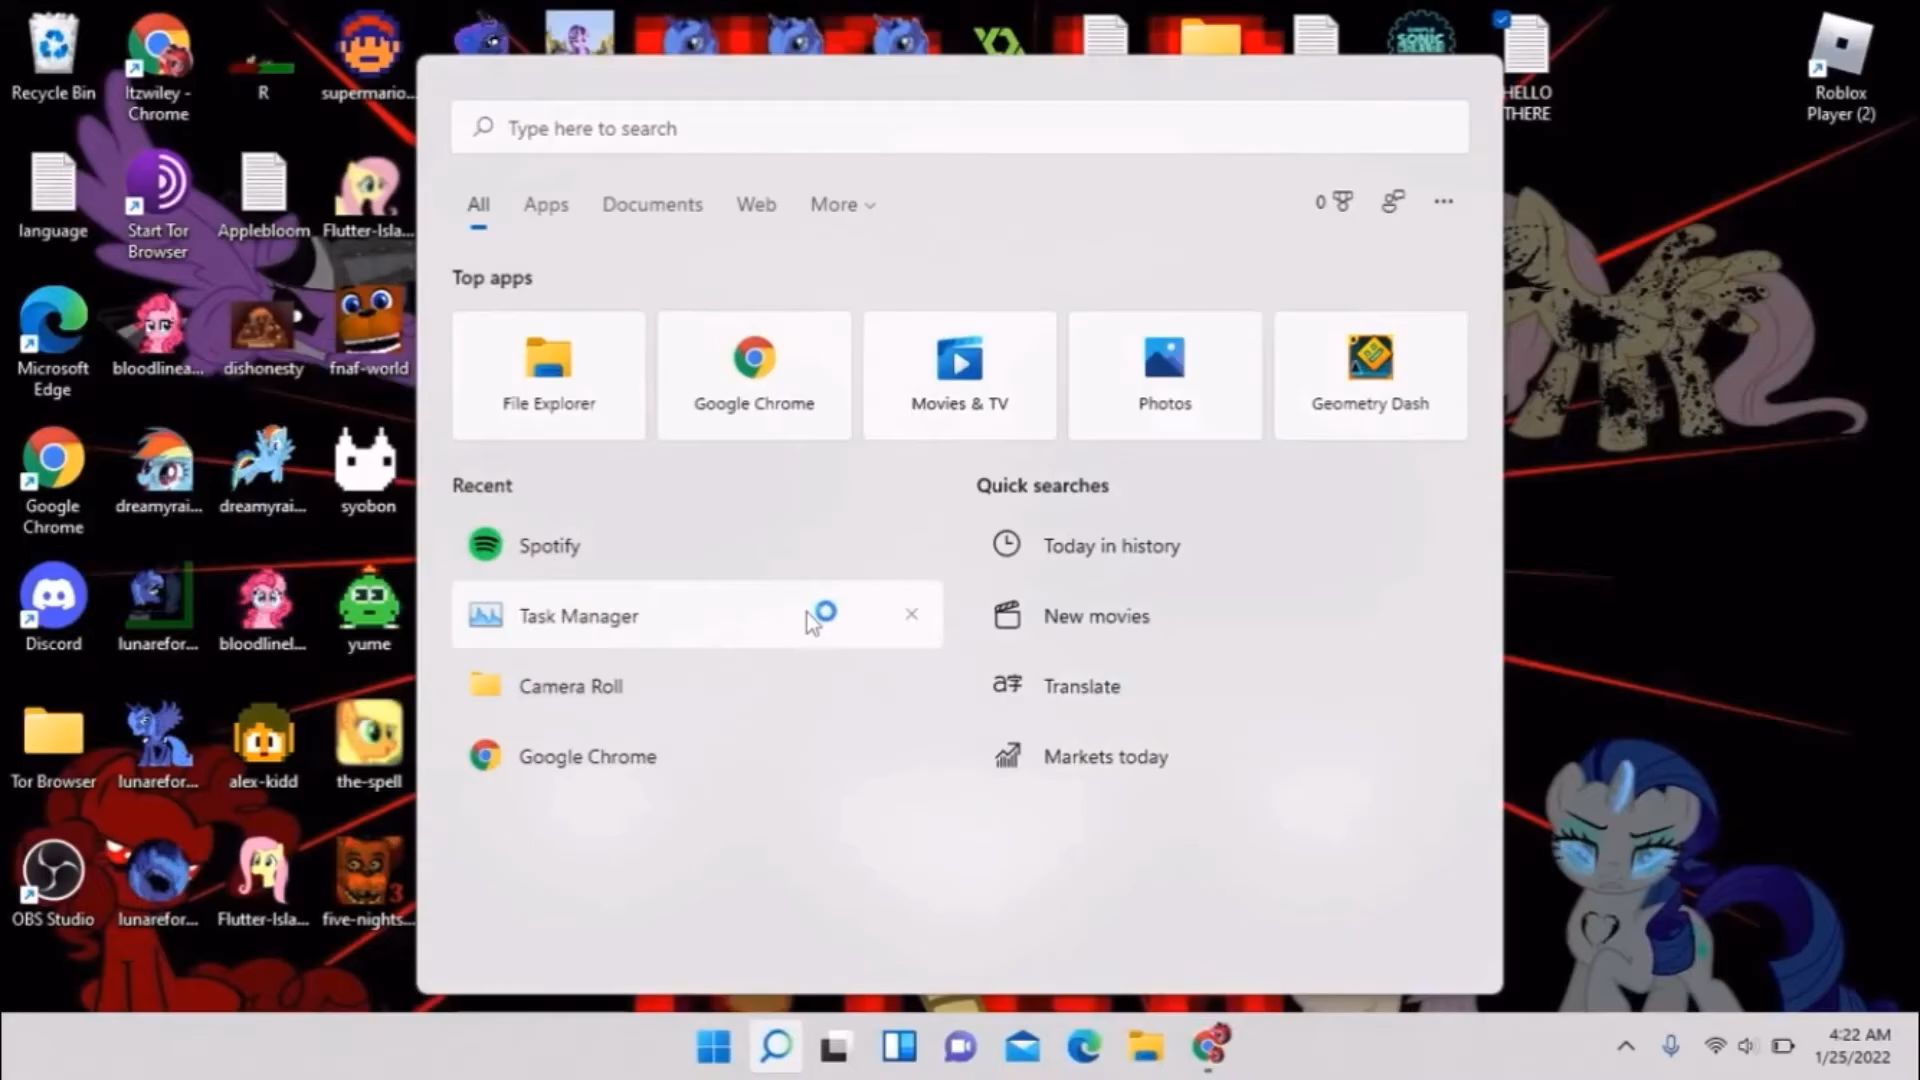 Recycle Bin
Itzwiley -
Chrome
R
supermario...
SONIC
HELLO
THERE
Roblox
Player (2)
Type here to search
language
Start Tor
Browser
Applebloom
Flutter-Isla...
All
Apps
Documents
Web
More
0
Top apps
Microsoft
Edge
bloodlinea...
dishonesty
fnaf-world
File Explorer
Google Chrome
Movies & TV
Photos
Geometry Dash
Google
Chrome
dreamyrai...
dreamyrai...
syobon
Recent
Quick searches
Spotify
Today in history
Task Manager
New movies
Discord
lunarefor...
bloodlinel...
yume
Camera Roll
Translate
Google Chrome
Markets today
Tor Browser
lunarefor...
alex-kidd
the-spell
3
OBS Studio
lunarefor...
Flutter-Isla...
five-nights...
4:22 AM
1/25/2022